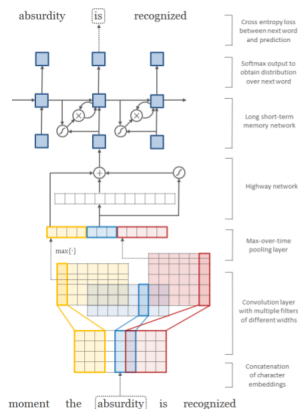 absurdity is recognized
Cross entropy loss
between next word
and prediction
Softmax output to
obtain distribution
over next word
Long short-term
memory network
Highway network
max{·}
Max-over-time
pooling layer
Convolution layer
with multiple filters
of different widths
Concatenation
of character
embeddings
moment the absurdity is recognized